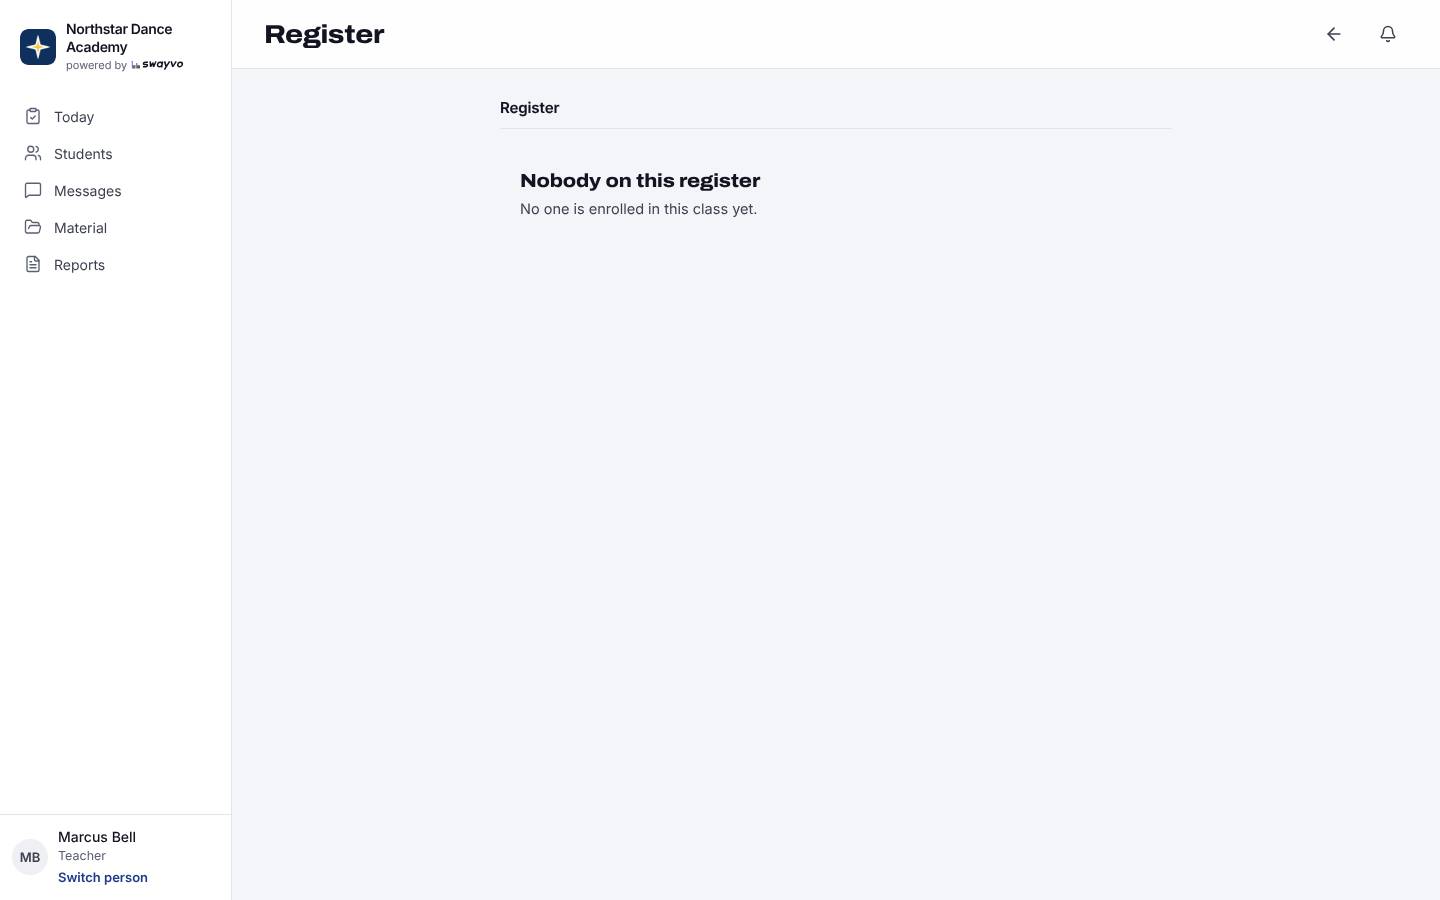 Northstar Dance
Academy
powered by swayvo
Today
Students
Messages
Material
Reports
MB
Marcus Bell
Teacher
Switch person
Register
Register
Nobody on this register
No one is enrolled in this class yet.